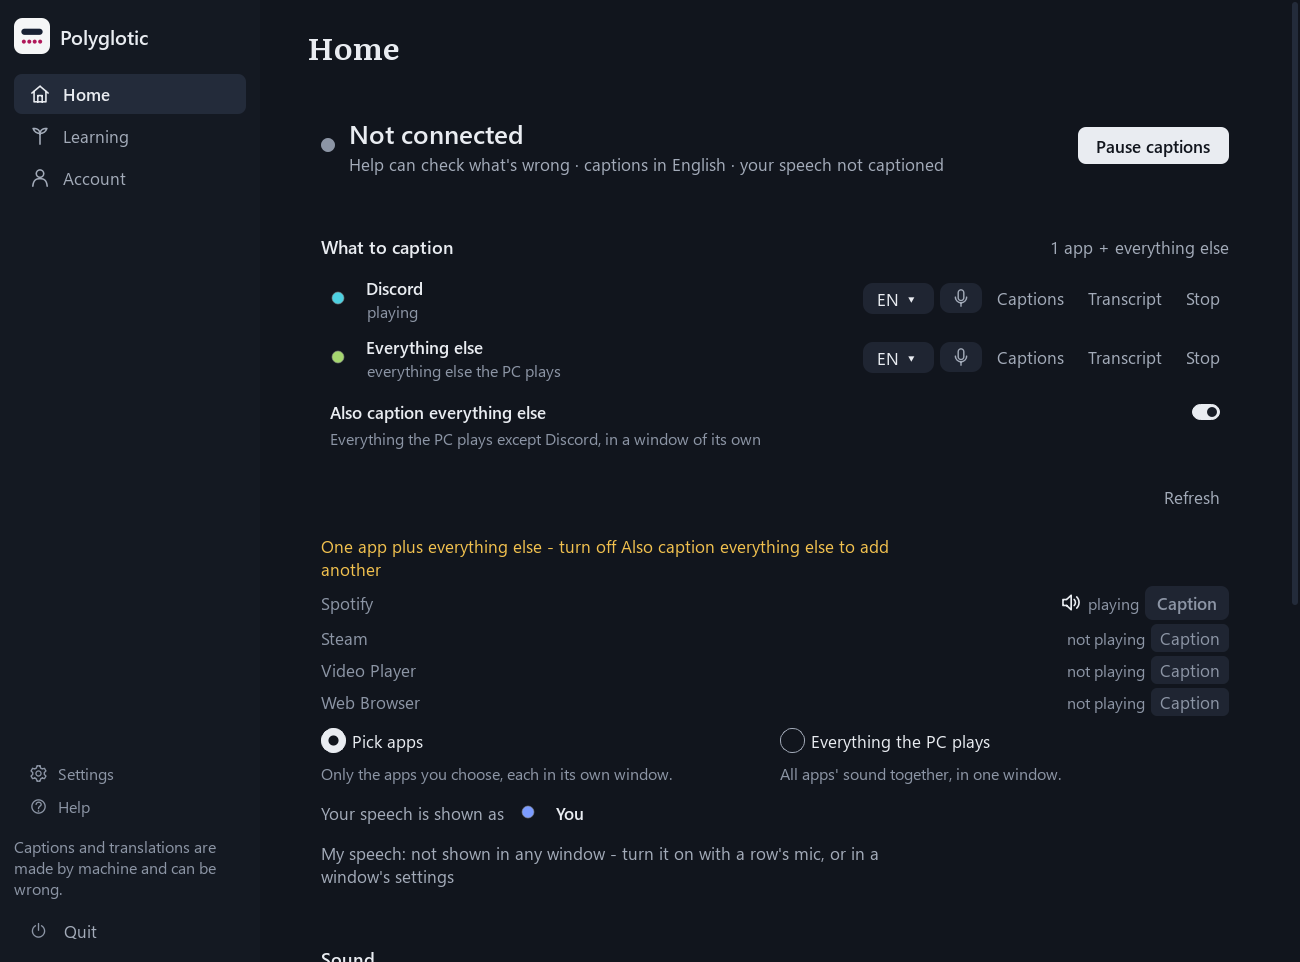 Polyglotic
Home
Learning
Account
Settings
Help
Captions and translations are
made by machine and can be
wrong.
Quit
Home
Not connected
Help can check what's wrong · captions in English · your speech not captioned
Pause captions
What to caption
1 app + everything else
Discord
playing
EN ▾
Captions
Transcript
Stop
Everything else
everything else the PC plays
EN ▾
Captions
Transcript
Stop
Also caption everything else
Everything the PC plays except Discord, in a window of its own
Refresh
One app plus everything else - turn off Also caption everything else to add
another
Spotify
playing
Caption
Steam
not playing
Caption
Video Player
not playing
Caption
Web Browser
not playing
Caption
Pick apps
Only the apps you choose, each in its own window.
Everything the PC plays
All apps' sound together, in one window.
Your speech is shown as
You
My speech: not shown in any window - turn it on with a row's mic, or in a
window's settings
Sound